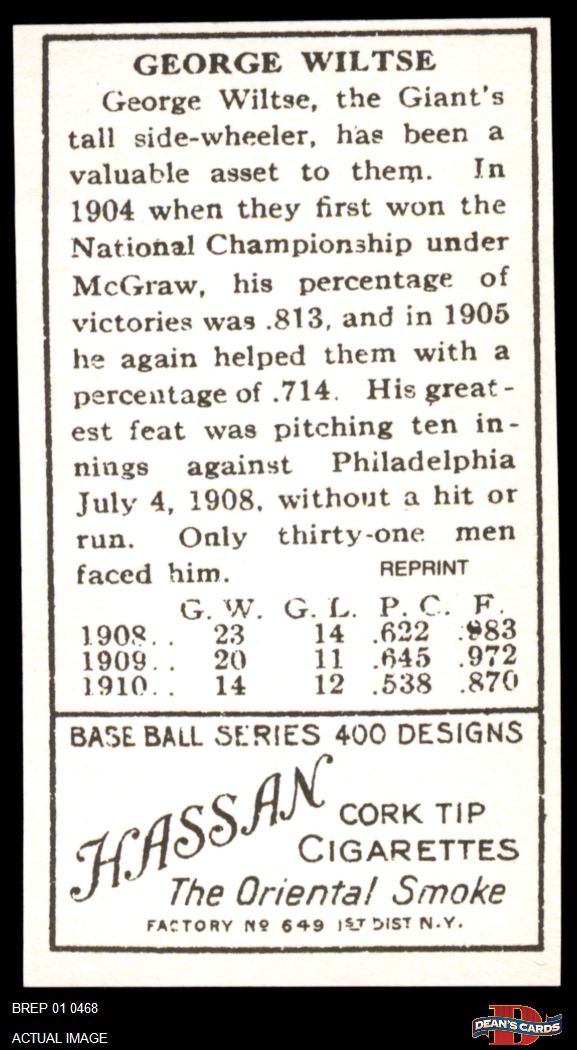 GEORGE WILTSE
George Wiltse, the Giant's
tall side-wheeler, has been a
valuable asset to them. In
1904 when they first won the
National Championship under
McGraw, his percentage of
victories was .813, and in 1905
he again helped them with a
percentage of .714. His great-
est feat was pitching ten in-
nings against Philadelphia
July 4, 1908, without a hit or
run. Only thirty-one men
faced him. REPRINT
G. W. G. L. P. C. F.
1908. . 23 14 .622 .983
1909. . 20 11 .645 .972
1910. . 14 12 .538 .870
BASE BALL SERIES 400 DESIGNS
HASSAN
CORK TIP
CIGARETTES
The Oriental Smoke
FACTORY Nº 649 1ST DIST N.Y.
BREP 01 0468
ACTUAL IMAGE
D
DEAN'S CARDS